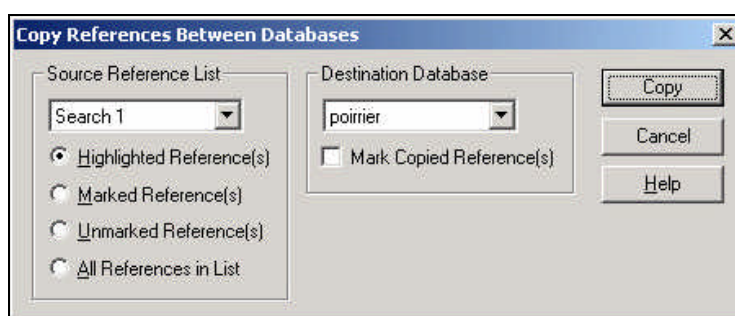 Copy References Between Databases
Source Reference List
Search 1
Highlighted Reference(s)
Marked Reference(s)
Unmarked Reference(s)
All References in List
Destination Database
poirrier
Mark Copied Reference(s)
Copy
Cancel
Help